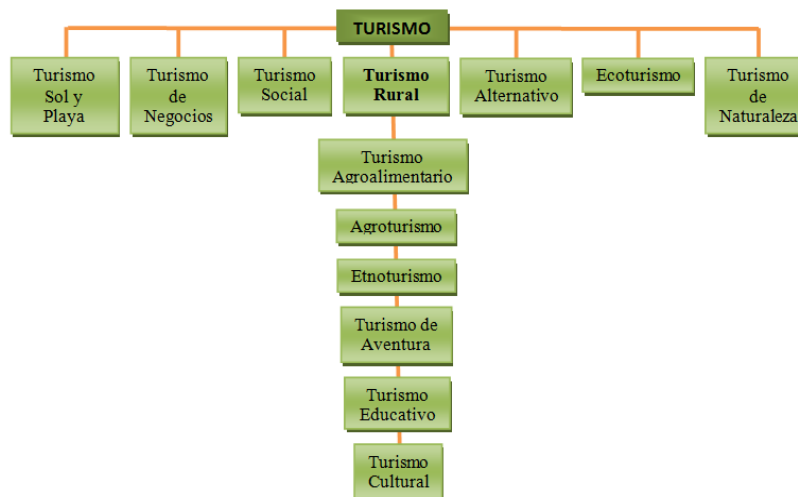 TURISMO
Turismo
Sol y
Playa
Turismo
de
Negocios
Turismo
Social
Turismo
Rural
Turismo
Alternativo
Ecoturismo
Turismo
de
Naturaleza
Turismo
Agroalimentario
Agroturismo
Etnoturismo
Turismo de
Aventura
Turismo
Educativo
Turismo
Cultural